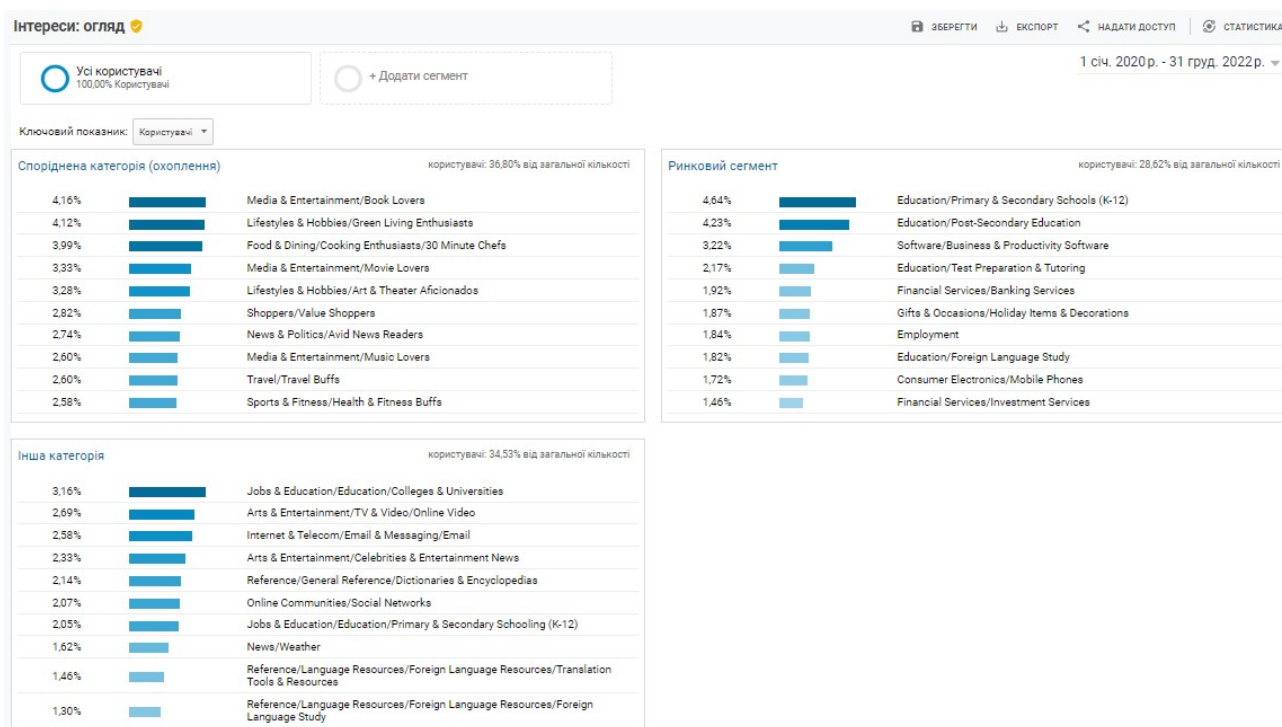 Інтереси: огляд
ЗБЕРЕГТИ ЕКСПОРТ НАДАТИ ДОСТУП СТАТИСТИКА
Усі користувачі
100,00% Користувачі
+ Додати сегмент
1 січ. 2020 р. - 31 груд. 2022 р.
Ключовий показник: Користувачі
Споріднена категорія (охоплення) користувачі: 36,80% від загальної кількості
4,16% Media & Entertainment/Book Lovers
4,12% Lifestyles & Hobbies/Green Living Enthusiasts
3,99% Food & Dining/Cooking Enthusiasts/30 Minute Chefs
3,33% Media & Entertainment/Movie Lovers
3,28% Lifestyles & Hobbies/Art & Theater Aficionados
2,82% Shoppers/Value Shoppers
2,74% News & Politics/Avid News Readers
2,60% Media & Entertainment/Music Lovers
2,60% Travel/Travel Buffs
2,58% Sports & Fitness/Health & Fitness Buffs
Ринковий сегмент користувачі: 28,62% від загальної кількості
4,64% Education/Primary & Secondary Schools (K-12)
4,23% Education/Post-Secondary Education
3,22% Software/Business & Productivity Software
2,17% Education/Test Preparation & Tutoring
1,92% Financial Services/Banking Services
1,87% Gifts & Occasions/Holiday Items & Decorations
1,84% Employment
1,82% Education/Foreign Language Study
1,72% Consumer Electronics/Mobile Phones
1,46% Financial Services/Investment Services
Інша категорія користувачі: 34,53% від загальної кількості
3,16% Jobs & Education/Education/Colleges & Universities
2,69% Arts & Entertainment/TV & Video/Online Video
2,58% Internet & Telecom/Email & Messaging/Email
2,33% Arts & Entertainment/Celebrities & Entertainment News
2,14% Reference/General Reference/Dictionaries & Encyclopedias
2,07% Online Communities/Social Networks
2,05% Jobs & Education/Education/Primary & Secondary Schooling (K-12)
1,62% News/Weather
1,46% Reference/Language Resources/Foreign Language Resources/Translation
Tools & Resources
1,30% Reference/Language Resources/Foreign Language Resources/Foreign
Language Study